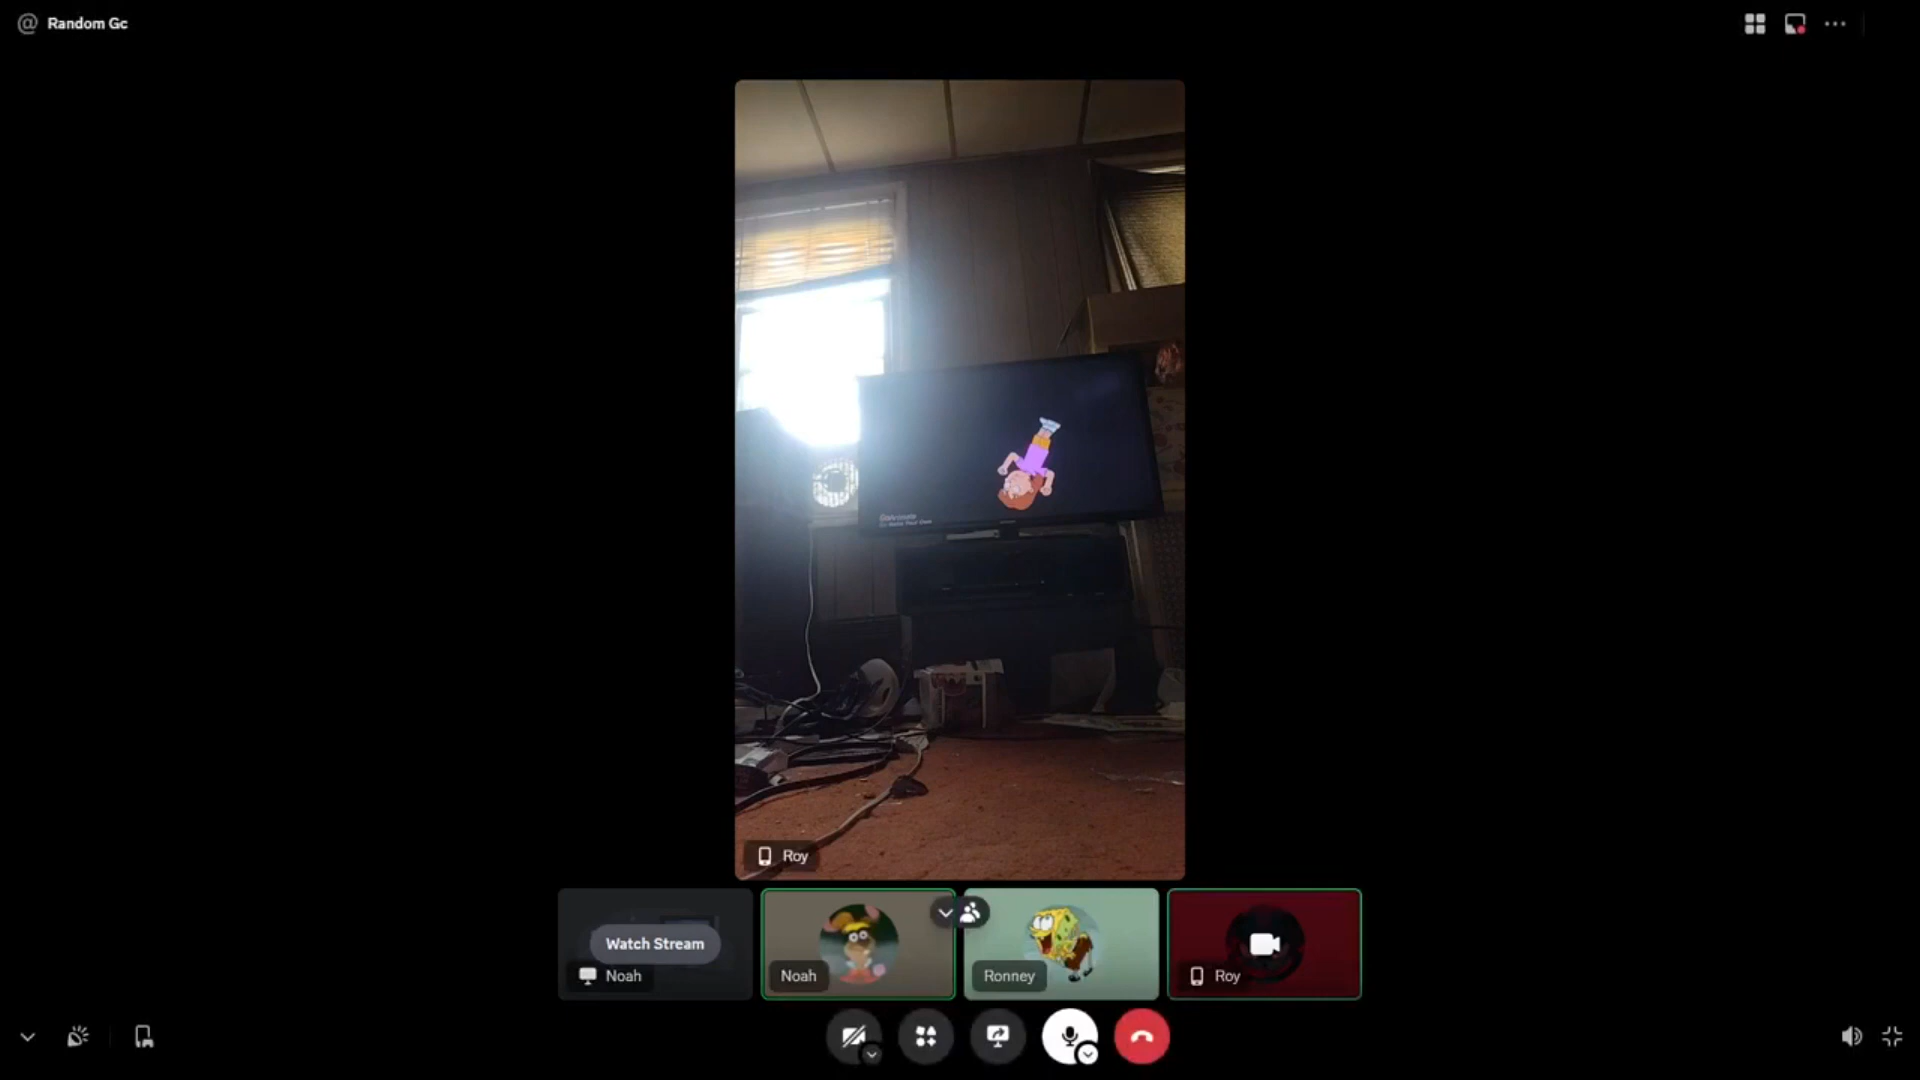 Random Gc
Roy
Watch Stream
Noah
Noah
Ronney
Roy